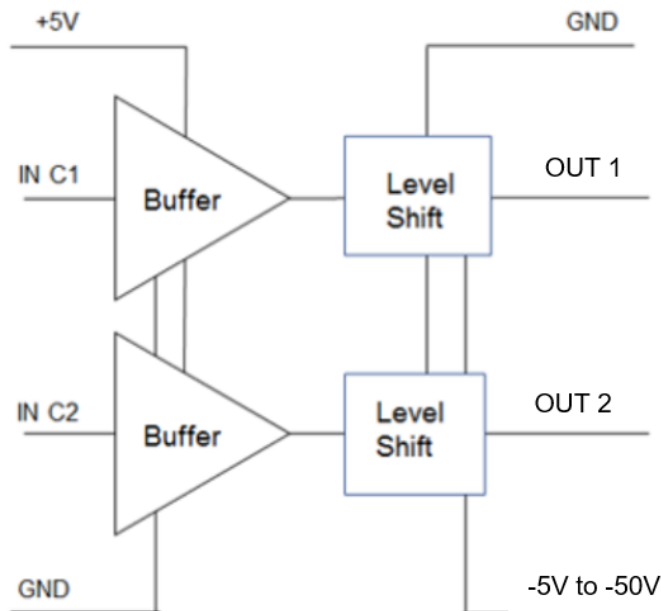 +5V
GND
IN C1
Buffer
Level
Shift
OUT 1
IN C2
Buffer
Level
Shift
OUT 2
GND
-5V to -50V